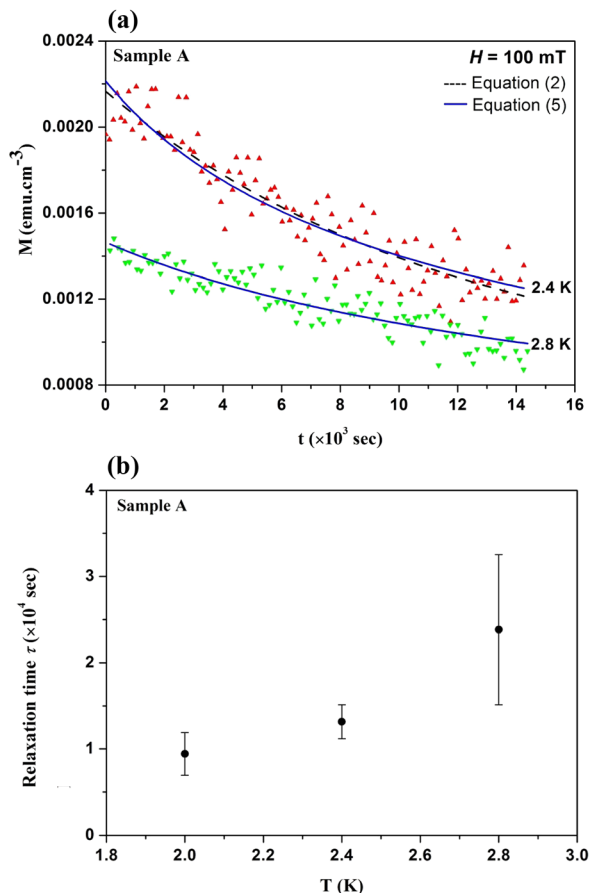 (a)
Sample A
H = 100 mT
Equation (2)
Equation (5)
0.0024
0.0020
0.0016
0.0012
0.0008
M (emu.cm⁻³)
2.4 K
2.8 K
0 2 4 6 8 10 12 14 16
t (×10³ sec)
(b)
Sample A
4
3
2
1
0
Relaxation time τ (×10⁴ sec)
1.8 2.0 2.2 2.4 2.6 2.8 3.0
T (K)